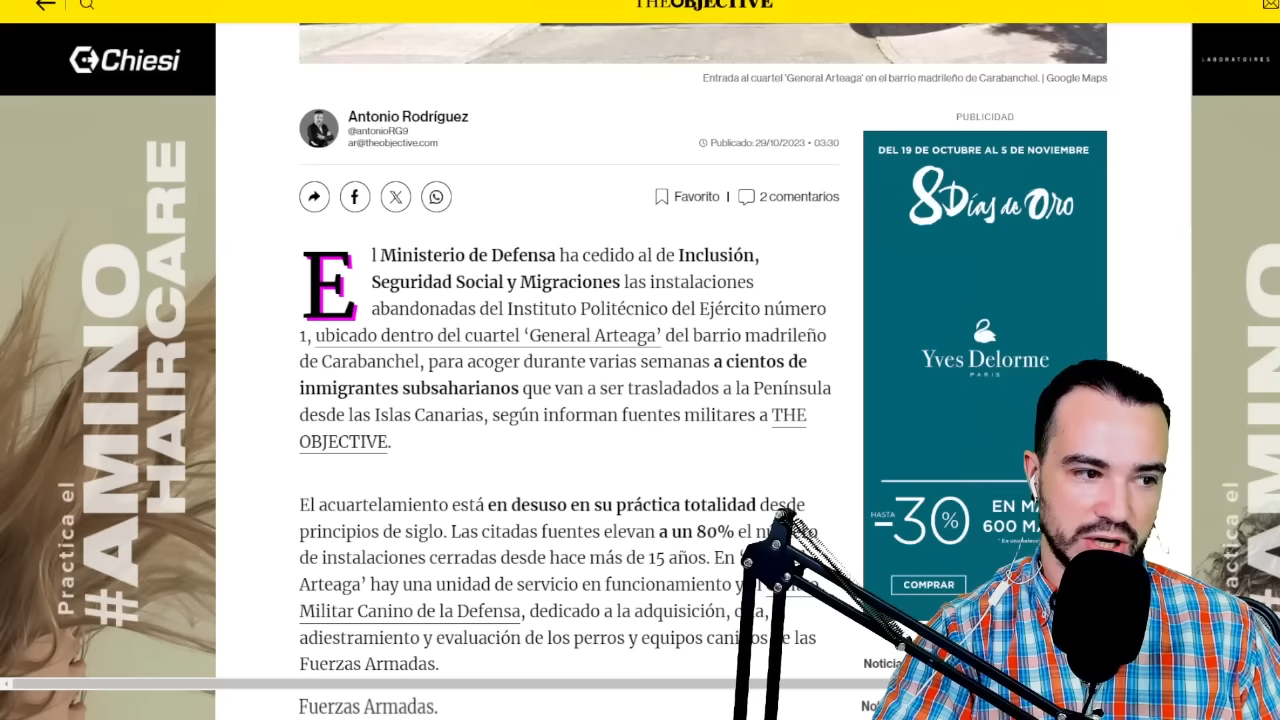 THEOBJECTIVE
Chiesi
LABORATOIRES
Practica el
#AMINO
HAIRCARE
Entrada al cuartel 'General Arteaga' en el barrio madrileño de Carabanchel. | Google Maps
Antonio Rodríguez
@antonioRG9
ar@theobjective.com
Publicado: 29/10/2023 • 03:30
Favorito | 2 comentarios
El Ministerio de Defensa ha cedido al de Inclusión,
Seguridad Social y Migraciones las instalaciones
abandonadas del Instituto Politécnico del Ejército número
1, ubicado dentro del cuartel ‘General Arteaga’ del barrio madrileño
de Carabanchel, para acoger durante varias semanas a cientos de
inmigrantes subsaharianos que van a ser trasladados a la Península
desde las Islas Canarias, según informan fuentes militares a THE
OBJECTIVE.
El acuartelamiento está en desuso en su práctica totalidad desde
principios de siglo. Las citadas fuentes elevan a un 80% el
de instalaciones cerradas desde hace más de 15 años. En
Arteaga’ hay una unidad de servicio en funcionamiento y
Militar Canino de la Defensa, dedicado a la adquisición,
adiestramiento y evaluación de los perros y equipos de las
Fuerzas Armadas.
Fuerzas Armadas.
PUBLICIDAD
DEL 19 DE OCTUBRE AL 5 DE NOVIEMBRE
8 Días de Oro
Yves Delorme
PARIS
HASTA
-30%
EN
600
COMPRAR
AMINO